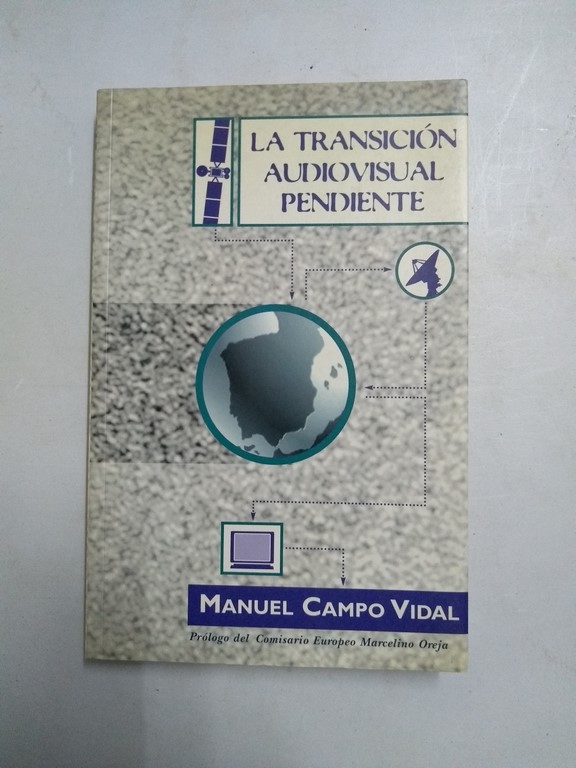 LA TRANSICIÓN
AUDIOVISUAL
PENDIENTE
MANUEL CAMPO VIDAL
Prólogo del Comisario Europeo Marcelino Oreja